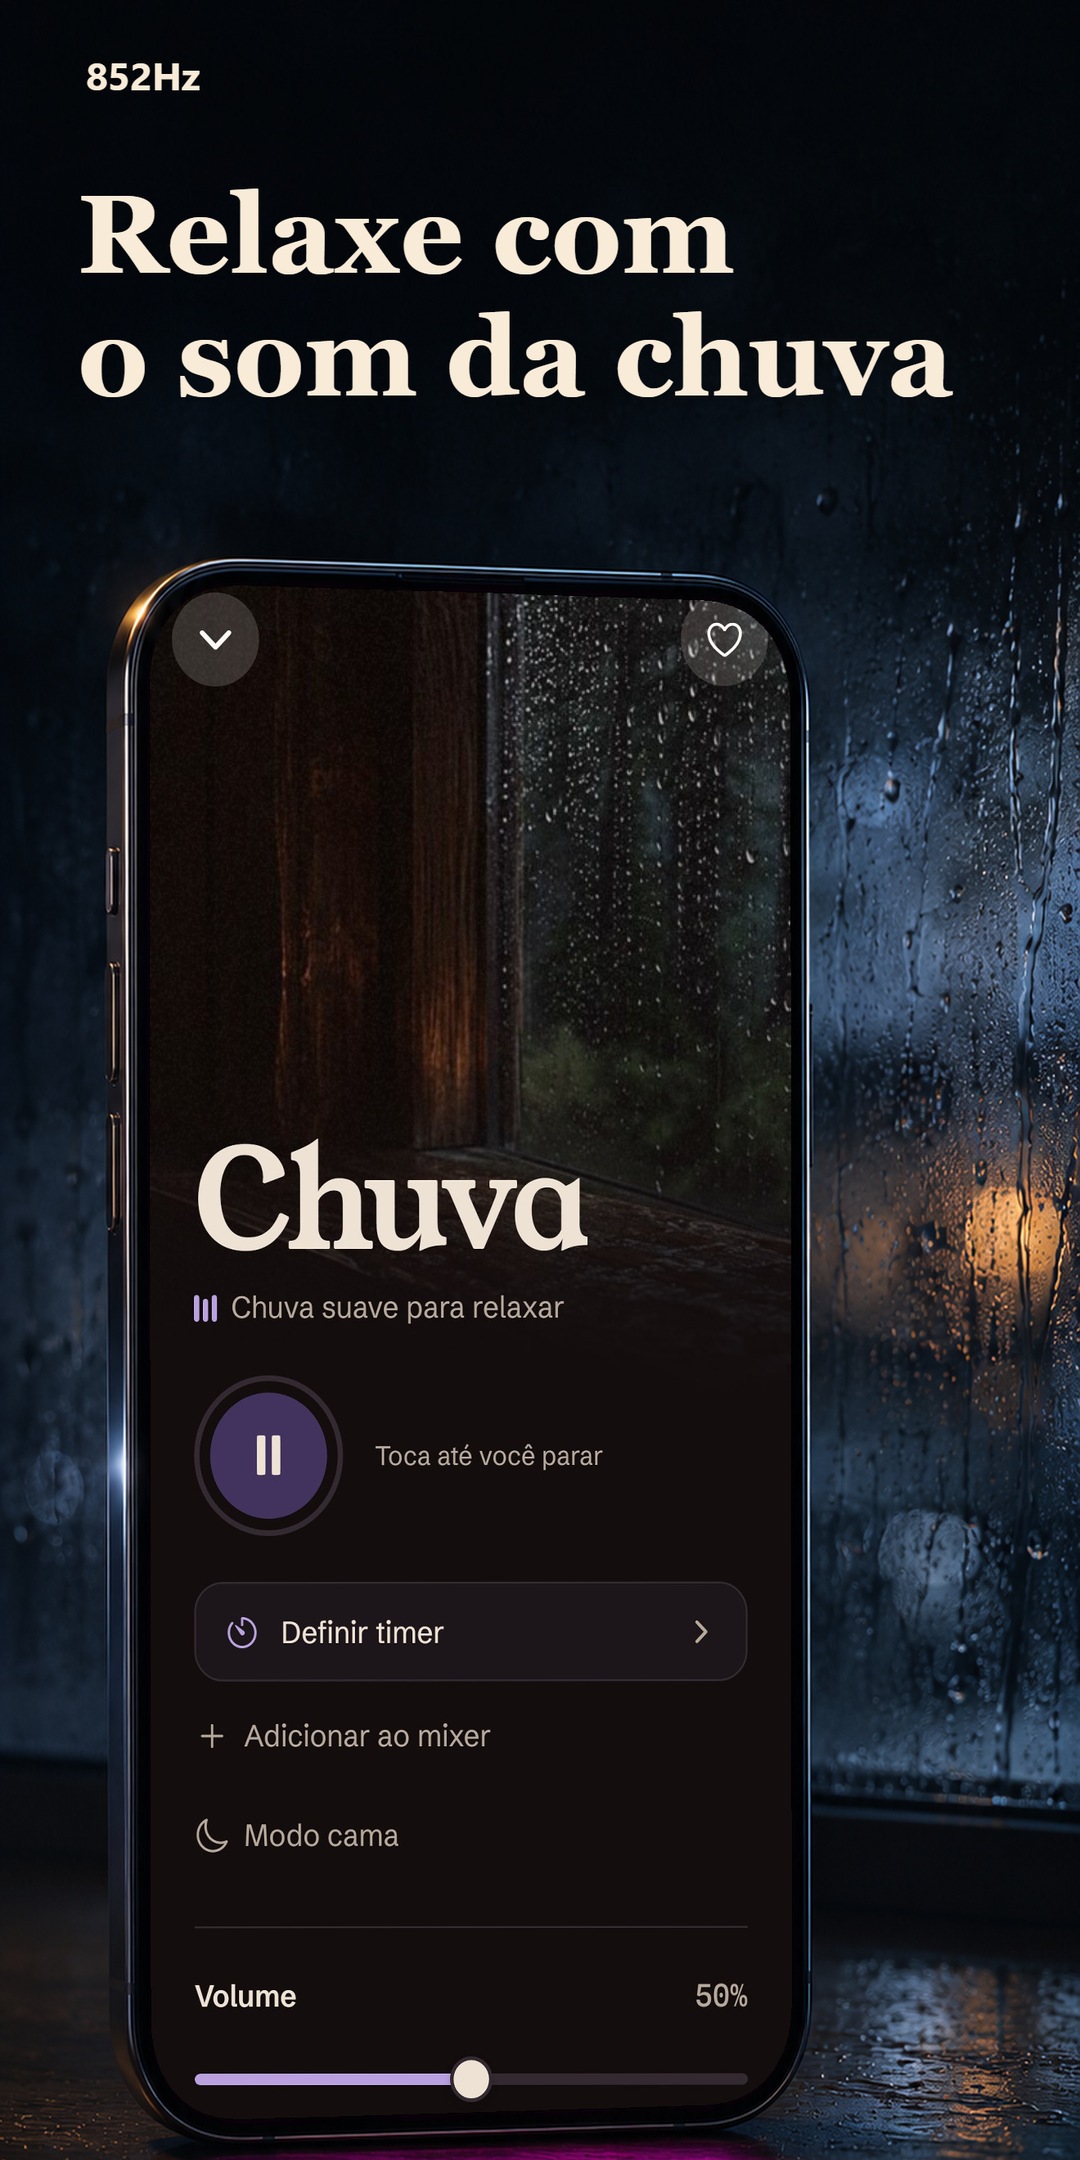 852Hz
Relaxe com
o som da chuva
Chuva
Chuva suave para relaxar
Toca até você parar
Definir timer
Adicionar ao mixer
Modo cama
Volume
50%